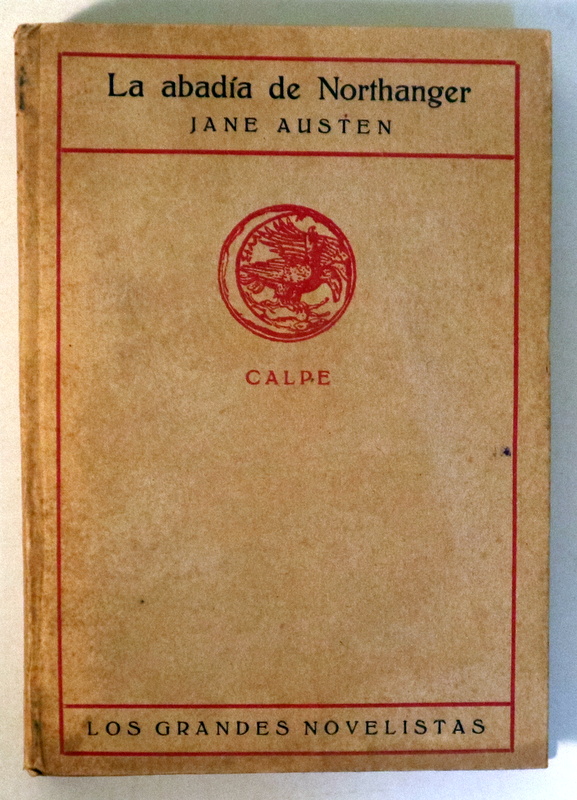 La abadía de Northanger
JANE AUSTEN
CALPE
LOS GRANDES NOVELISTAS